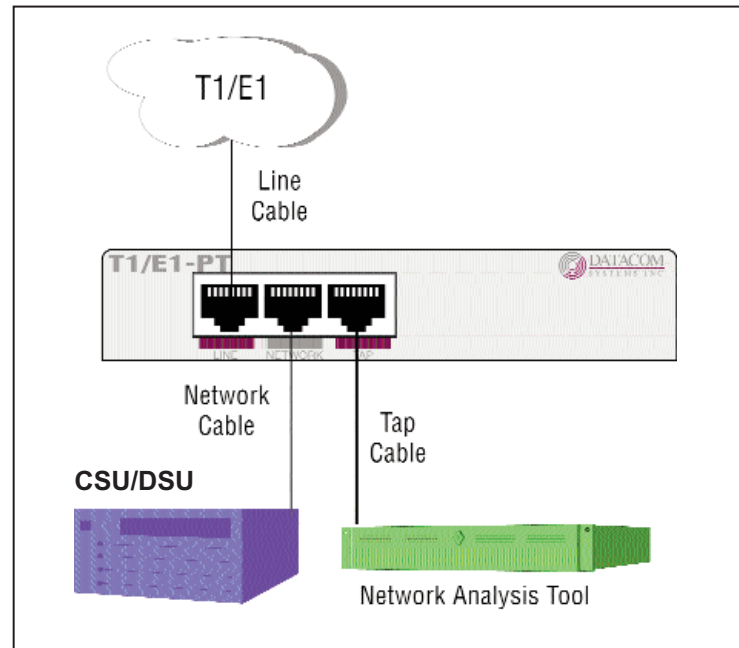 T1/E1
Line
Cable
T1/E1-PT
DATACOM
SYSTEMS INC
LINE
NETWORK
TAP
Network
Cable
Tap
Cable
CSU/DSU
Network Analysis Tool